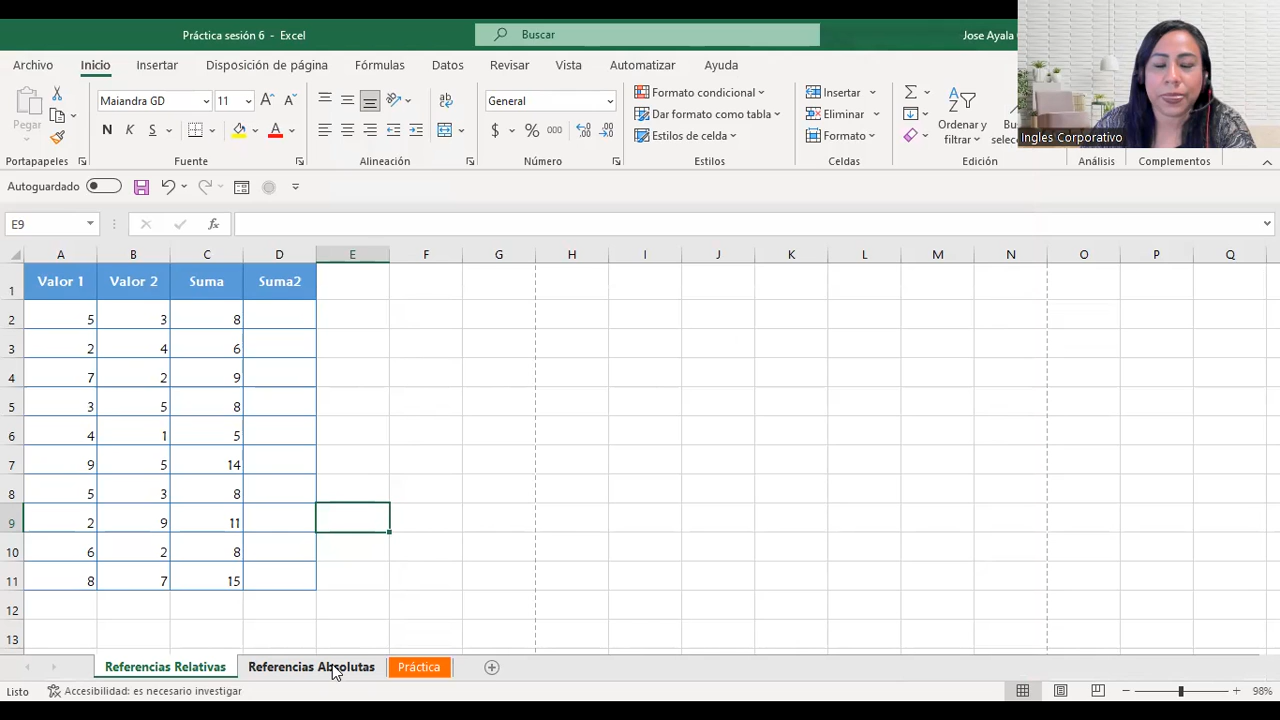 Práctica sesión 6 - Excel
Buscar
Jose Ayala
Archivo Inicio Insertar Disposición de página Fórmulas Datos Revisar Vista Automatizar Ayuda
Pegar
Maiandra GD 11
General
N K S
$ % 000
Formato condicional
Dar formato como tabla
Estilos de celda
Insertar
Eliminar
Formato
Ordenar y
filtrar
Ingles Corporativo
Portapapeles Fuente Alineación Número Estilos Celdas Edición Análisis Complementos
Autoguardado
E9
fx
A B C D E F G H I J K L M N O P Q
1 Valor 1 Valor 2 Suma Suma2
2 5 3 8
3 2 4 6
4 7 2 9
5 3 5 8
6 4 1 5
7 9 5 14
8 5 3 8
9 2 9 11
10 6 2 8
11 8 7 15
12
13
Referencias Relativas Referencias Absolutas Práctica
Listo Accesibilidad: es necesario investigar 98%